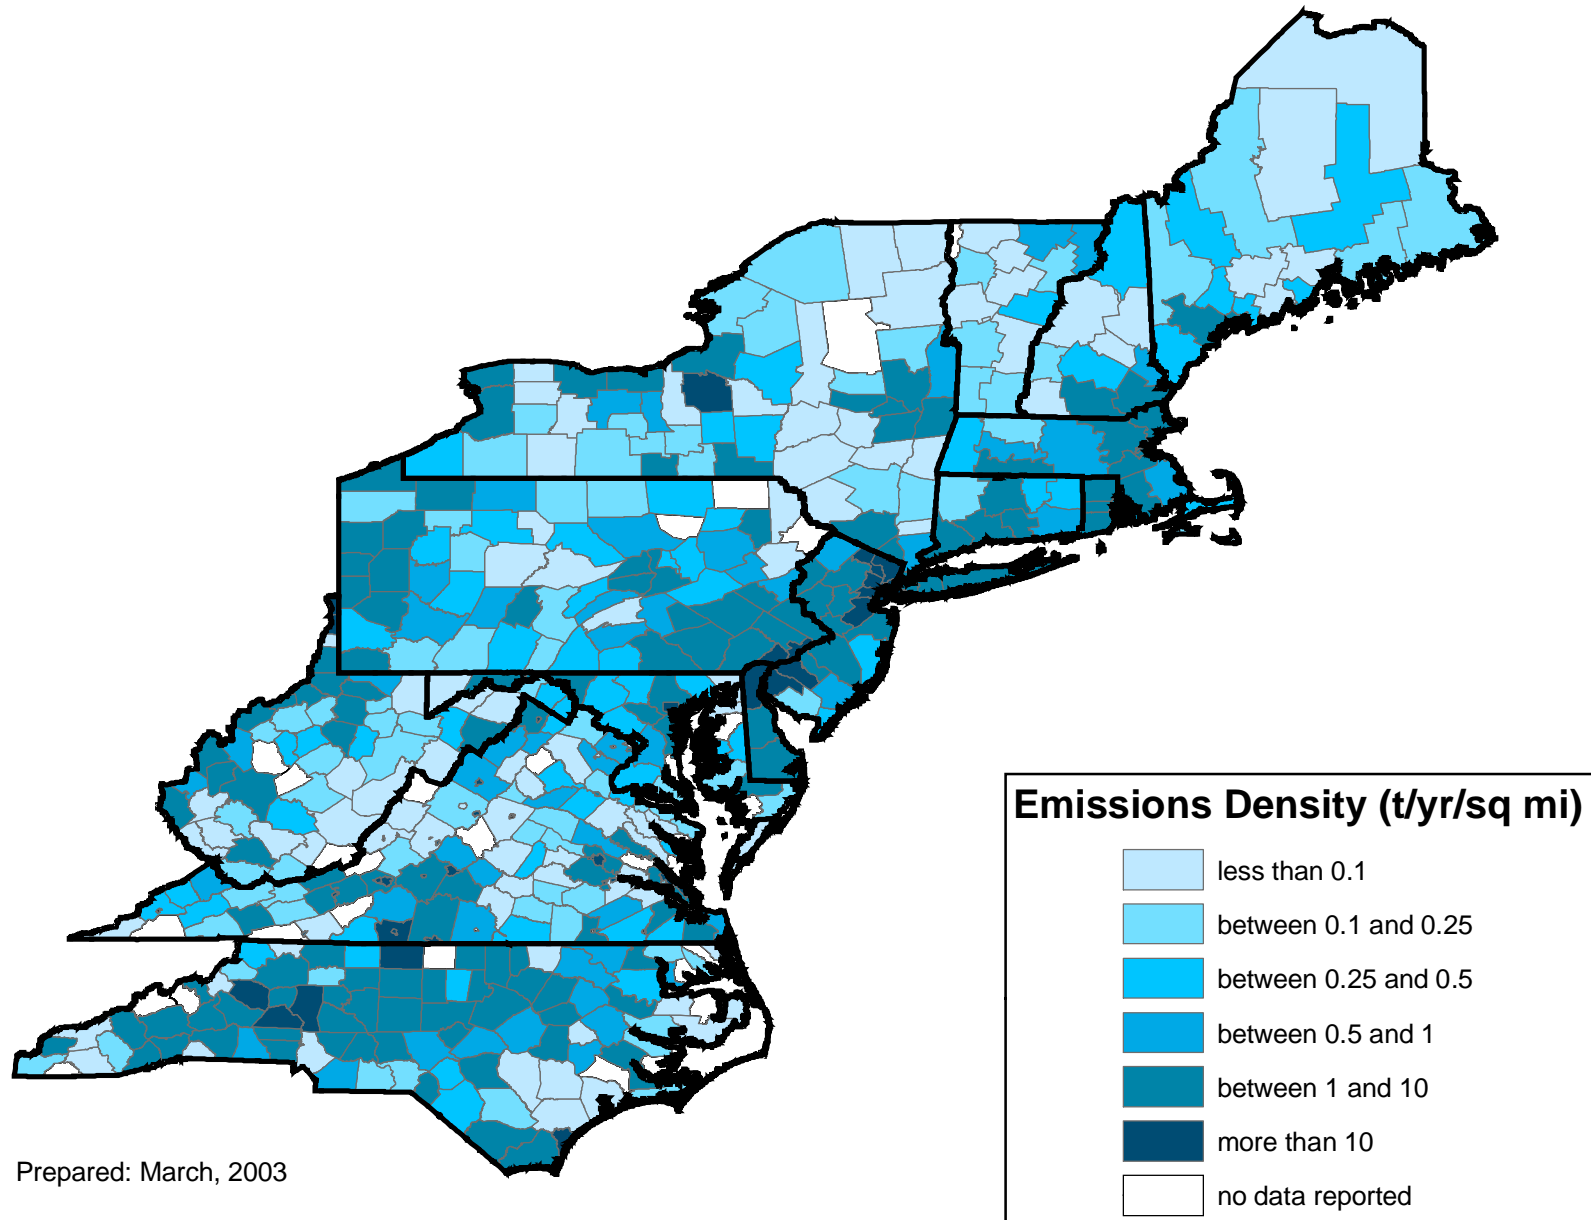 Emissions Density (t/yr/sq mi)
less than 0.1
between 0.1 and 0.25
between 0.25 and 0.5
between 0.5 and 1
between 1 and 10
more than 10
no data reported
Prepared: March, 2003